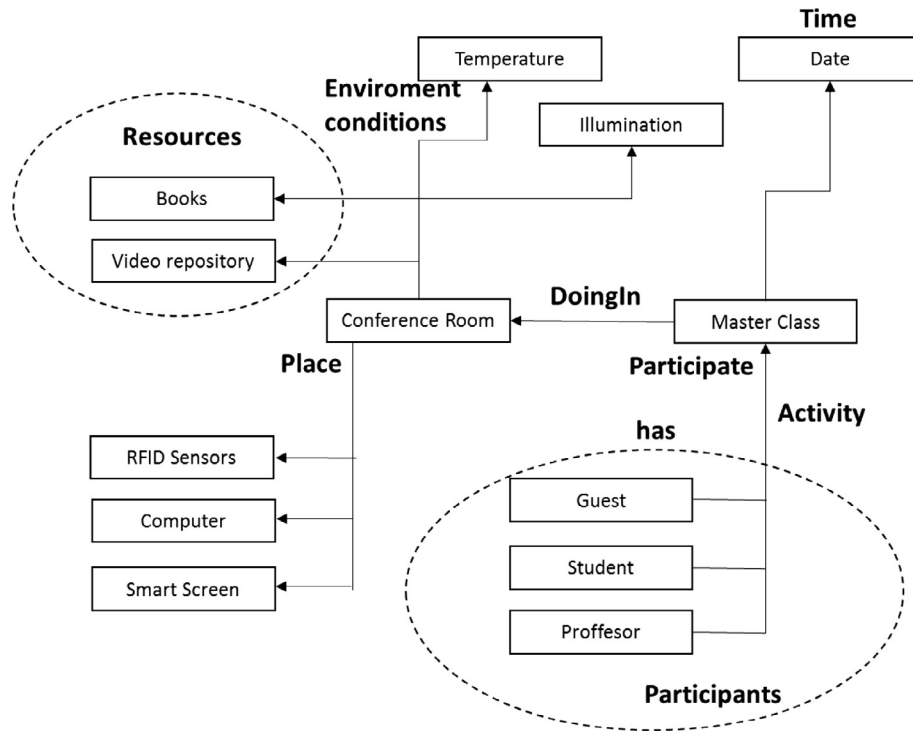 Time
Temperature
Date
Enviroment
conditions
Illumination
Resources
Books
Video repository
DoingIn
Conference Room
Master Class
Place
Participate
Activity
has
RFID Sensors
Guest
Computer
Student
Smart Screen
Proffesor
Participants